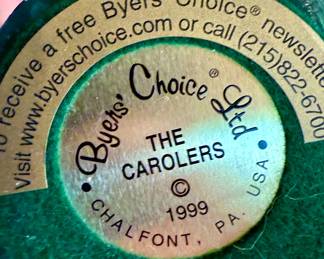 To receive a free Byers' Choice® newsletter
visit www.byerschoice.com or call (215)822-6700
Byers' Choice® Ltd
THE
CAROLERS
©
1999
CHALFONT, PA. USA